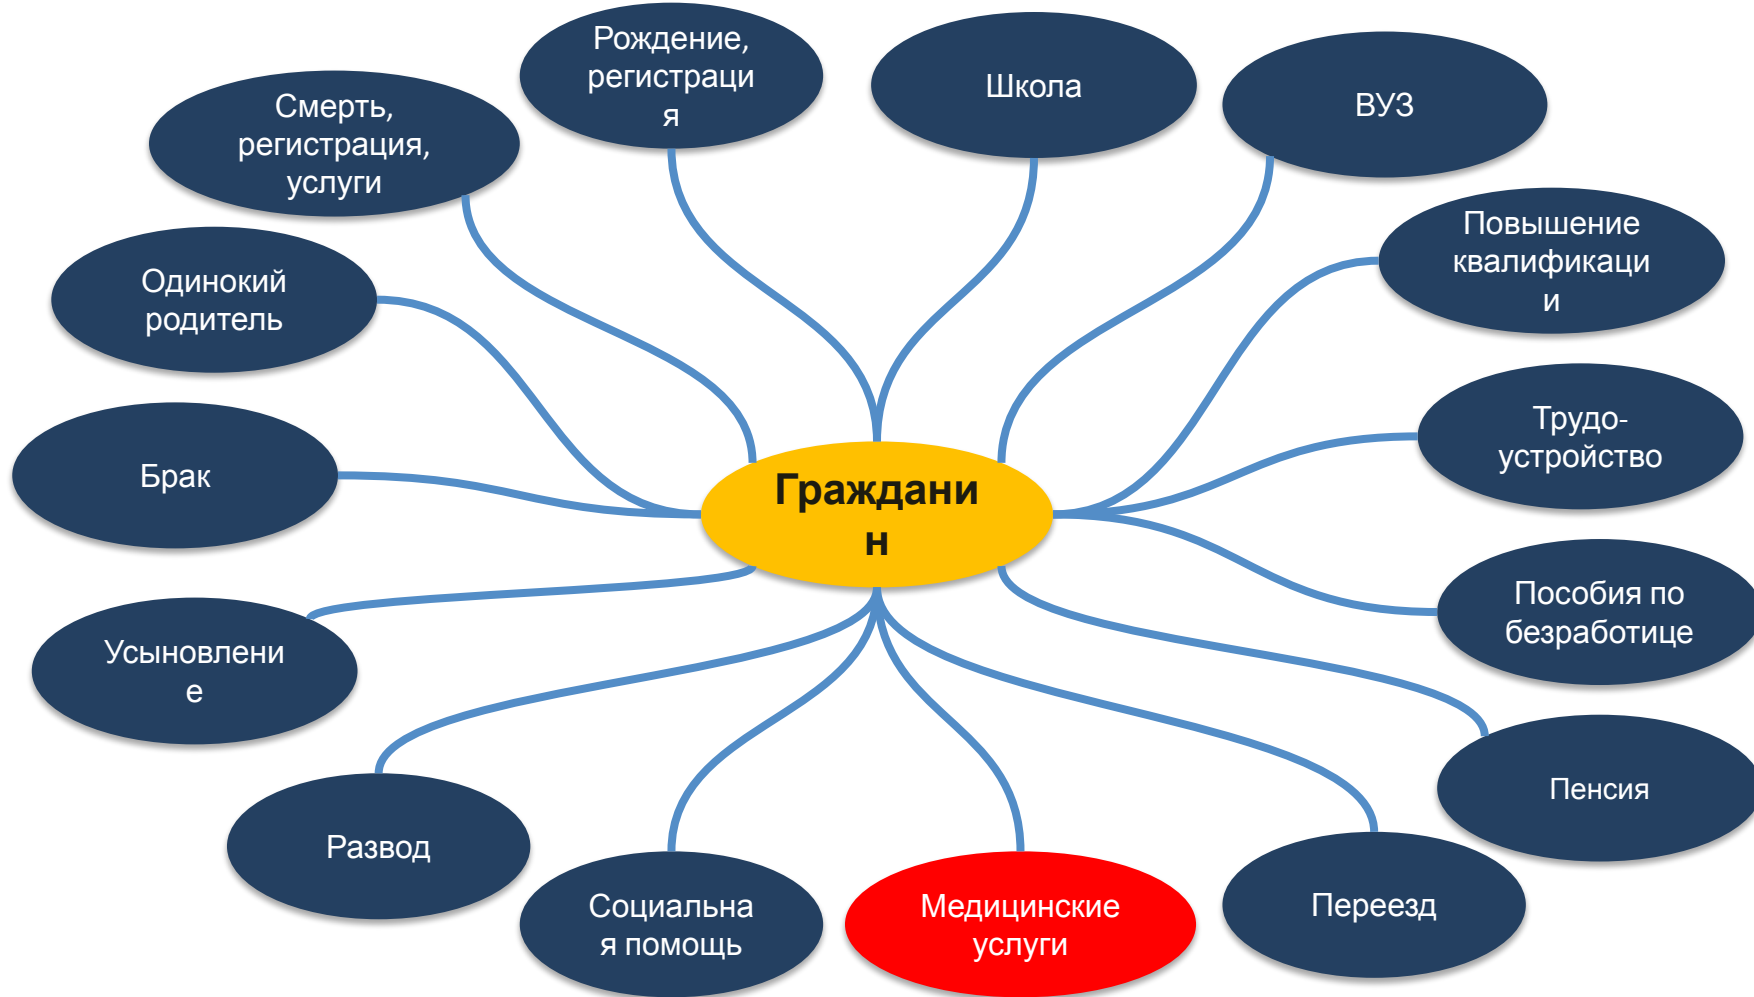 Рождение,
регистраци
я
Школа
ВУЗ
Смерть,
регистрация,
услуги
Повышение
квалификаци
и
Одинокий
родитель
Трудо-
устройство
Брак
Граждани
н
Пособия по
безработице
Усыновлени
е
Пенсия
Развод
Социальна
я помощь
Медицинские
услуги
Переезд